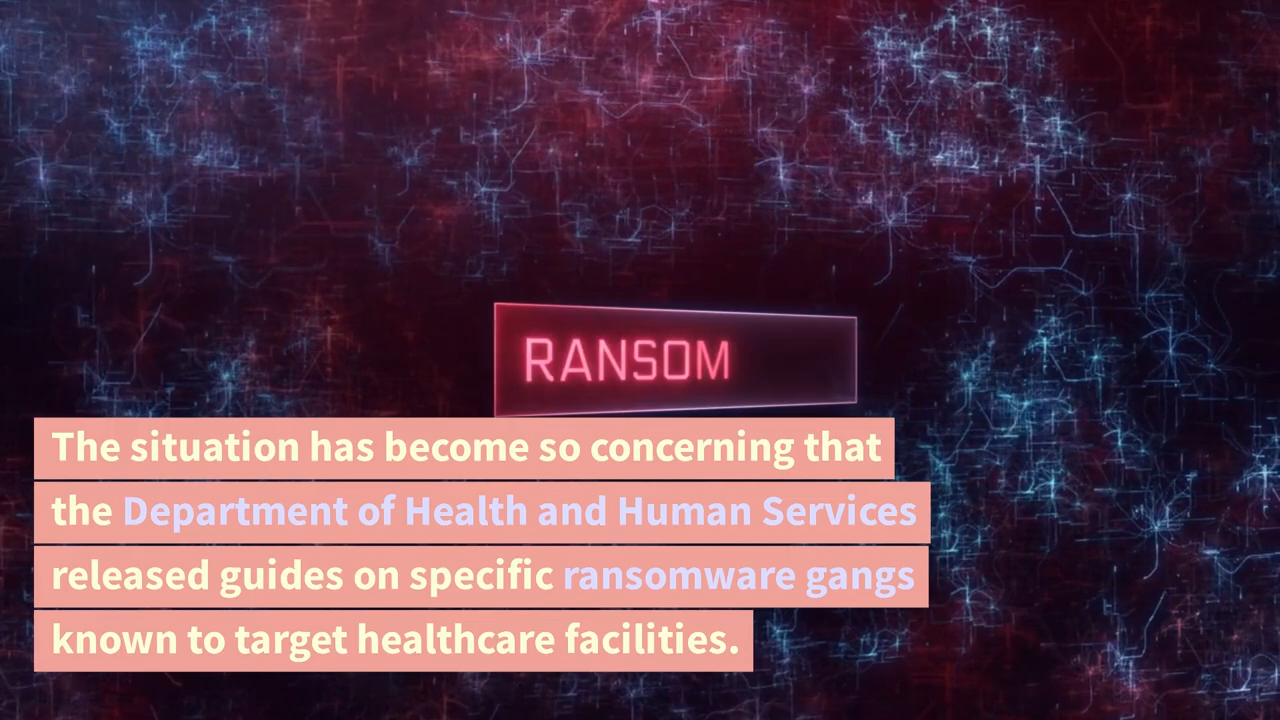 RANSOM
The situation has become so concerning that
the Department of Health and Human Services
released guides on specific ransomware gangs
known to target healthcare facilities.